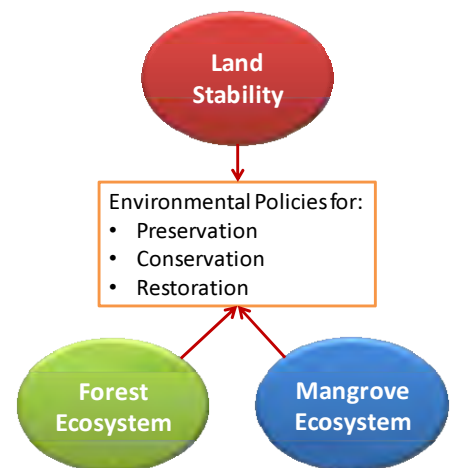 Land
Stability
Environmental Policies for:
• Preservation
• Conservation
• Restoration
Forest
Ecosystem
Mangrove
Ecosystem